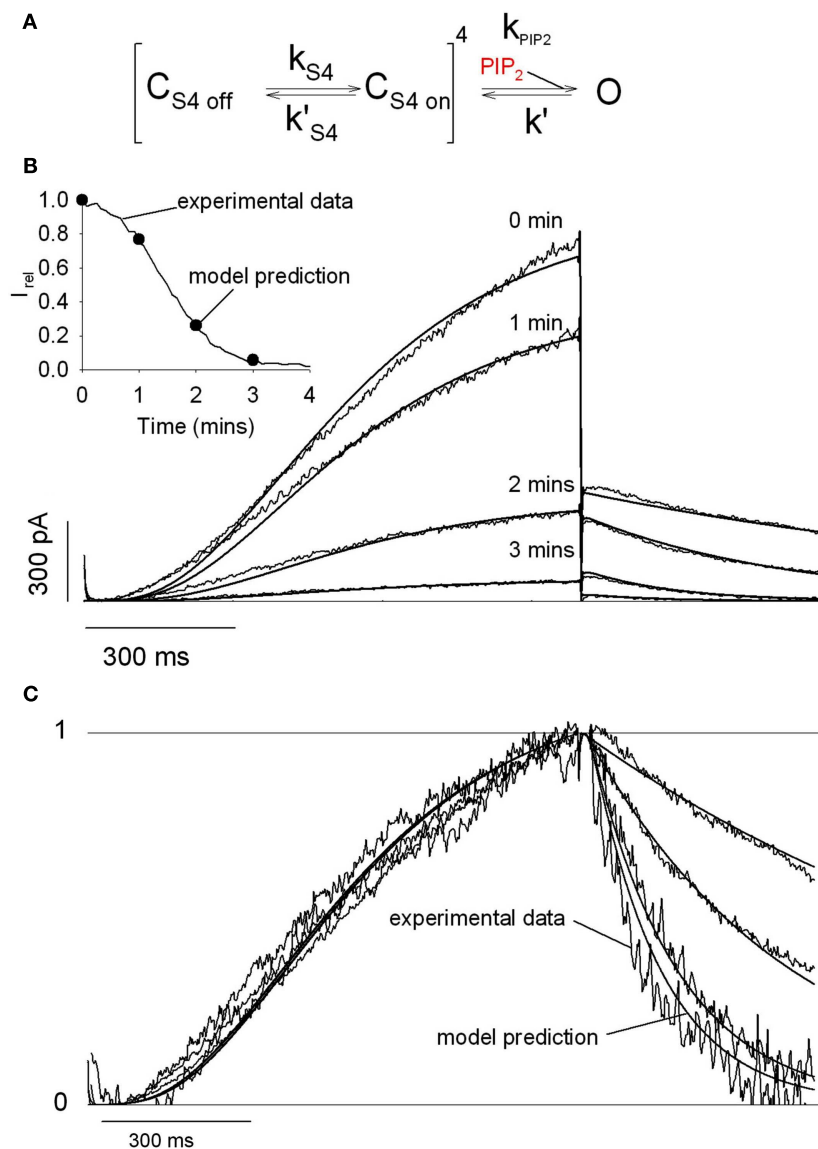 A
[C S4 off k S4 k' S4 C S4 on] 4 k PIP2 PIP2 k' O
B
1.0
0.8
0.6
0.4
0.2
0.0
I rel
experimental data
model prediction
0 1 2 3 4
Time (mins)
0 min
1 min
2 mins
3 mins
300 pA
300 ms
C
1
experimental data
model prediction
0
300 ms